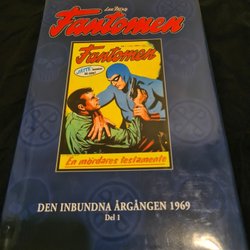 Lee Falk
Fantomen
Fantomen
En mördares testamente
DEN INBUNDNA ÅRGÅNGEN 1969
Del 1